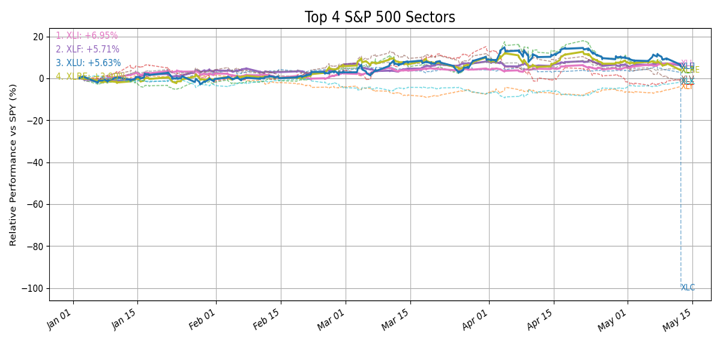 Top 4 S&P 500 Sectors
1. XLI: +6.95%
2. XLF: +5.71%
3. XLU: +5.63%
4.
20
0
−20
−40
−60
−80
−100
Relative Performance vs SPY (%)
XLC
Jan 01
Jan 15
Feb 01
Feb 15
Mar 01
Mar 15
Apr 01
Apr 15
May 01
May 15